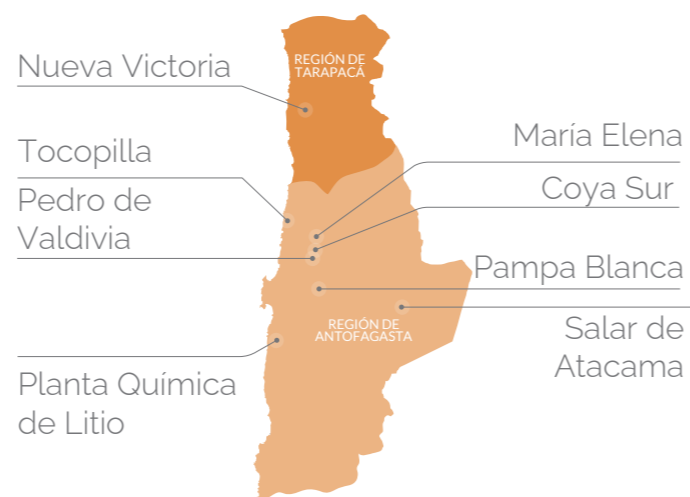 REGIÓN DE
TARAPACÁ
Nueva Victoria
María Elena
Tocopilla
Coya Sur
Pedro de
Valdivia
Pampa Blanca
REGIÓN DE
ANTOFAGASTA
Salar de
Atacama
Planta Química
de Litio